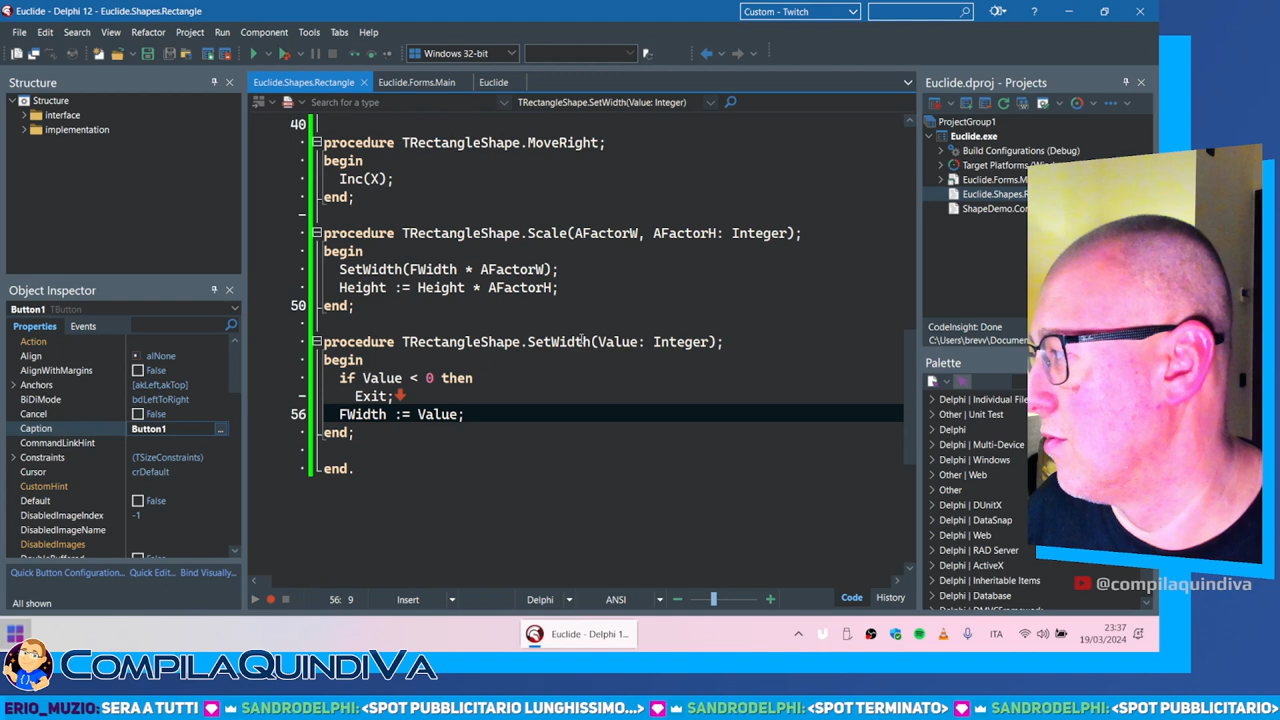 Euclide - Delphi 12 - Euclide.Shapes.Rectangle
Custom - Twitch
File Edit Search View Refactor Project Run Component Tools Tabs Help
Windows 32-bit
Structure
Structure
interface
implementation
Object Inspector
Button1 TButton
Properties Events
Action
Align alNone
AlignWithMargins False
Anchors [akLeft,akTop]
BiDiMode bdLeftToRight
Cancel False
Caption Button1
CommandLinkHint
Constraints (TSizeConstraints)
Cursor crDefault
CustomHint
Default False
DisabledImageIndex -1
DisabledImageName
DisabledImages
Quick Button Configuration... Quick Edit... Bind Visually...
All shown
Euclide.Shapes.Rectangle Euclide.Forms.Main Euclide
Search for a type TRectangleShape.SetWidth(Value: Integer)
40
procedure TRectangleShape.MoveRight;
begin
Inc(X);
end;
procedure TRectangleShape.Scale(AFactorW, AFactorH: Integer);
begin
SetWidth(FWidth * AFactorW);
Height := Height * AFactorH;
50 end;
procedure TRectangleShape.SetWidth(Value: Integer);
begin
if Value < 0 then
Exit;
56 FWidth := Value;
end;
end.
56: 9 Insert Delphi ANSI Code History
Euclide.dproj - Projects
ProjectGroup1
Euclide.exe
Build Configurations (Debug)
Target Platforms (Win
Euclide.Forms.M
Euclide.Shapes.R
ShapeDemo.Co
CodeInsight: Done
C:\Users\brevv\
Palette
Delphi | Individual File
Other | Unit Test
Delphi
Delphi | Multi-Device
Delphi | Windows
Other | Web
Other
Delphi | DUnitX
Delphi | DataSnap
Delphi | Web
Delphi | RAD Server
Delphi | ActiveX
Delphi | Inheritable Items
Delphi | Databases
@compilaquindiva
Euclide - Delphi 1...
ITA
23:37
19/03/2024
COMPILAQUINDIVA
ERIO_MUZIO: SERA A TUTTI SANDRODELPHI: <SPOT PUBBLICITARIO LUNGHISSIMO...> SANDRODELPHI: <SPOT TERMINATO> SANDRODELPHI: <SPOT PUBBLICITARIO>